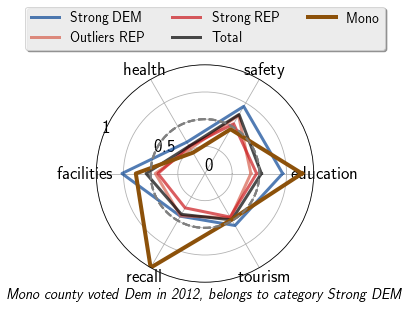 Strong DEM Strong REP Mono
Outliers REP Total
health safety
1
0.5
0
facilities education
recall tourism
Mono county voted Dem in 2012, belongs to category Strong DEM